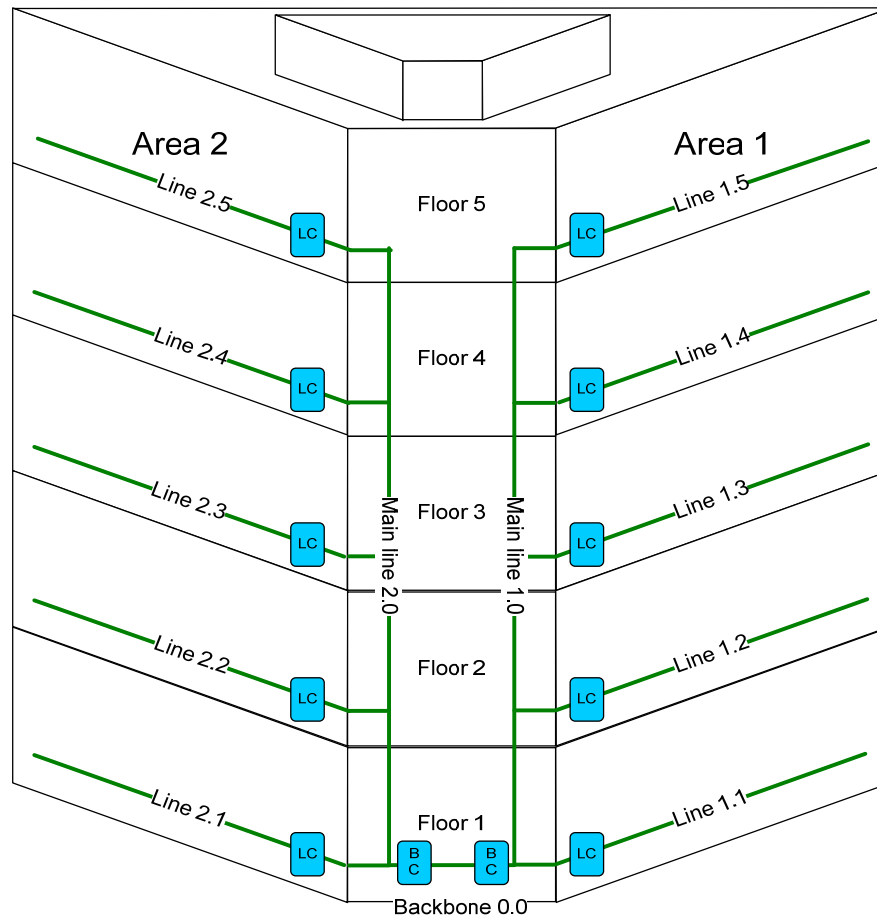 Area 2
Area 1
Line 2.5
LC
Floor 5
LC
Line 1.5
Line 2.4
LC
Floor 4
LC
Line 1.4
Line 2.3
LC
Main line 2.0
Floor 3
Main line 1.0
LC
Line 1.3
Line 2.2
LC
Floor 2
LC
Line 1.2
Line 2.1
LC
Floor 1
B
C
B
C
LC
Line 1.1
Backbone 0.0